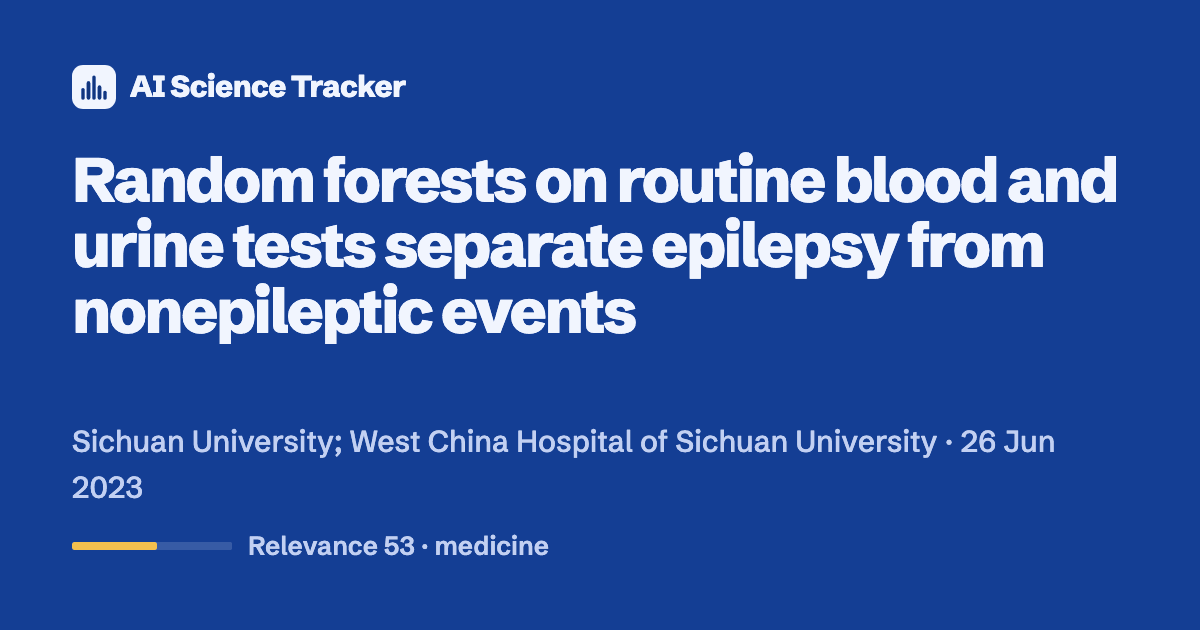 AI Science Tracker
Random forests on routine blood and
urine tests separate epilepsy from
nonepileptic events
Sichuan University; West China Hospital of Sichuan University · 26 Jun
2023
Relevance 53 · medicine